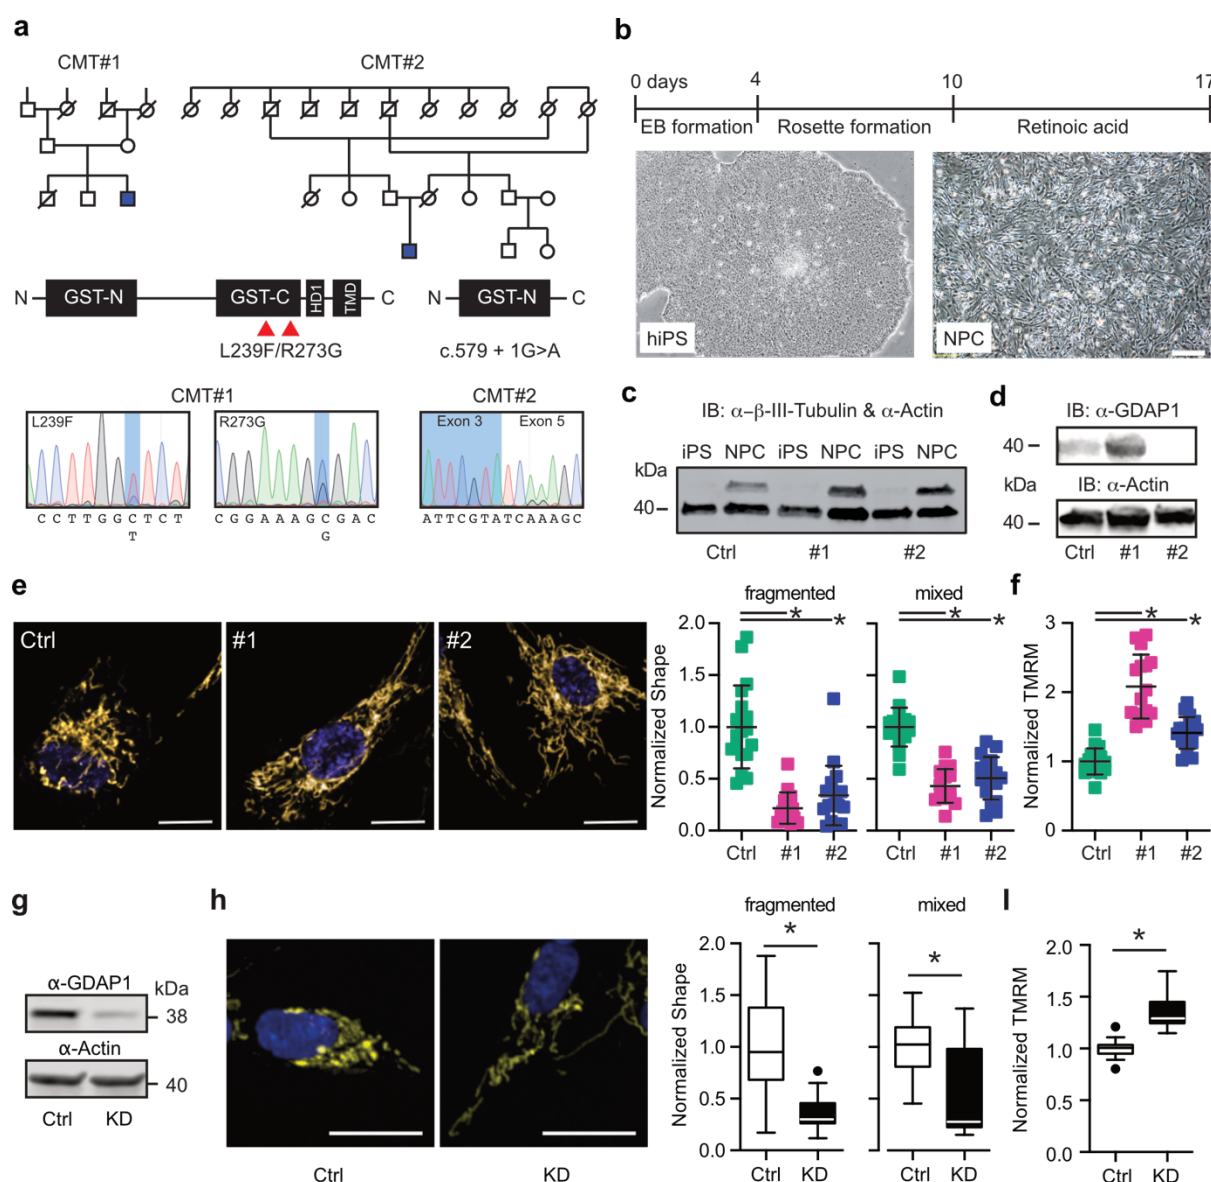 a
CMT#1 CMT#2
N GST-N GST-C HD1 TMD C
L239F/R273G
N GST-N C
c.579 + 1G>A
CMT#1 CMT#2
L239F
R273G
Exon 3 Exon 5
C C T T G G C T C T
T
C G G A A A G C G A C
G
A T T C G T A T C A A A G C
b
0 days 4 10 17
EB formation Rosette formation Retinoic acid
hiPS
NPC
c
IB: α-β-III-Tubulin & α-Actin
iPS NPC iPS NPC iPS NPC
kDa
40
Ctrl #1 #2
d
IB: α-GDAP1
40
kDa
IB: α-Actin
40
Ctrl #1 #2
e
Ctrl
#1
#2
fragmented
mixed
* * * *
Normalized Shape
2.0
1.5
1.0
0.5
0.0
Ctrl #1 #2
Ctrl #1 #2
f
* *
Normalized TMRM
3
2
1
0
Ctrl #1 #2
g
α-GDAP1 kDa
38
α-Actin
40
Ctrl KD
h
Ctrl
KD
fragmented
mixed
* *
Normalized Shape
2.0
1.5
1.0
0.5
0.0
Ctrl KD
Ctrl KD
I
*
Normalized TMRM
2.0
1.5
1.0
0.5
0.0
Ctrl KD